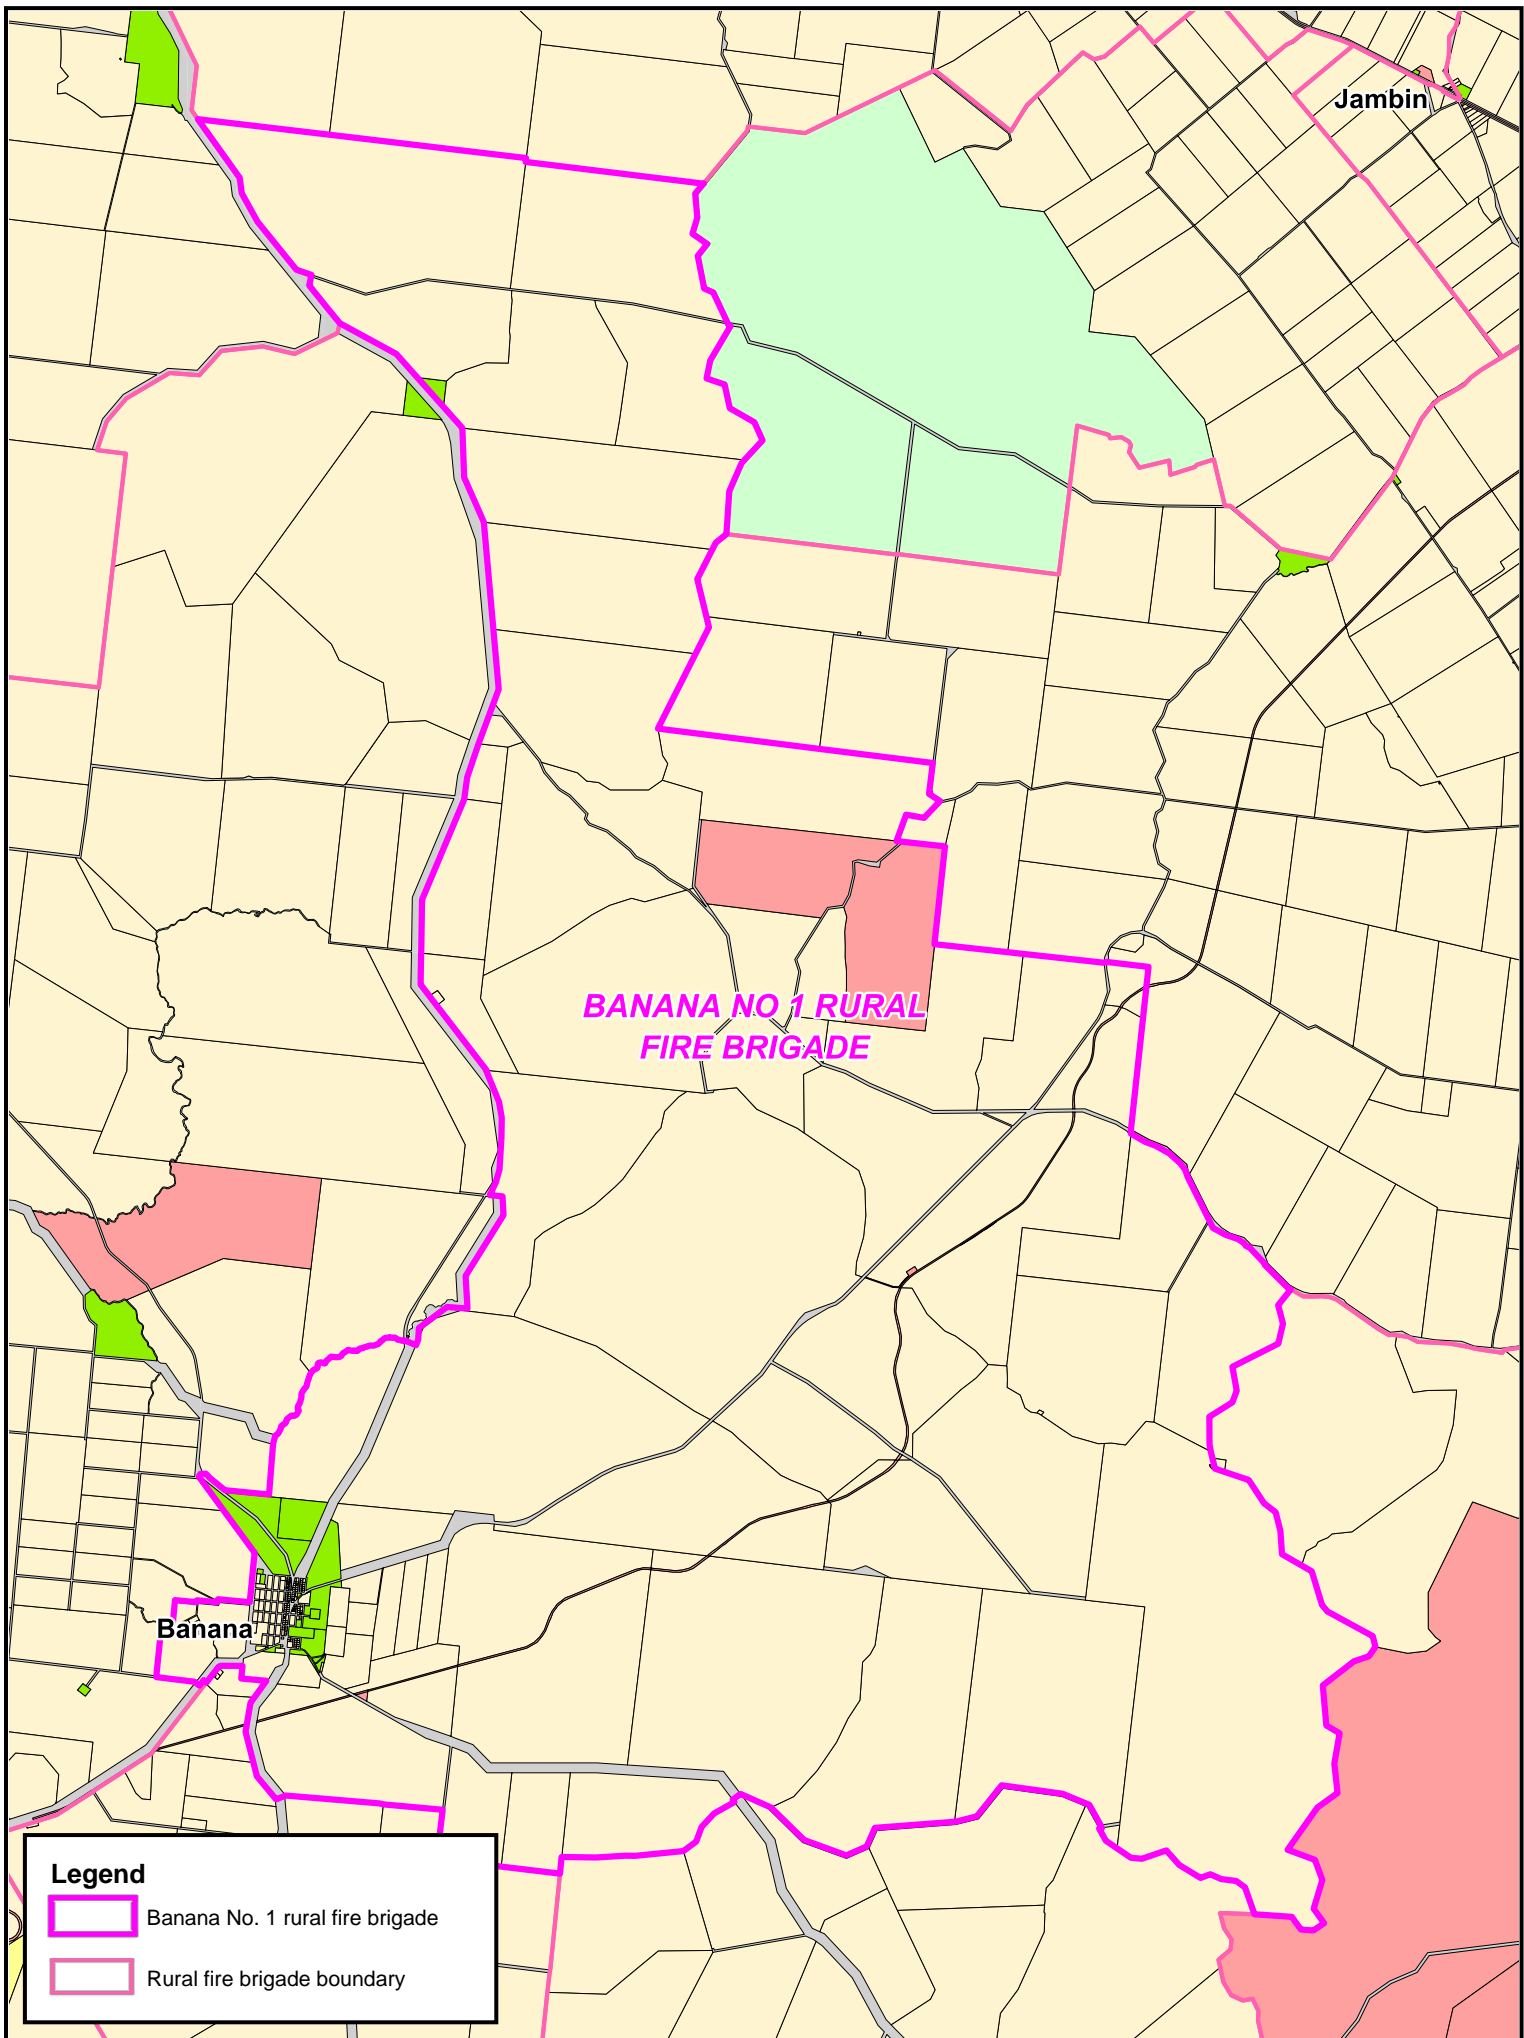 Jambin
BANANA NO 1 RURAL
FIRE BRIGADE
Banana
Legend
Banana No. 1 rural fire brigade
Rural fire brigade boundary